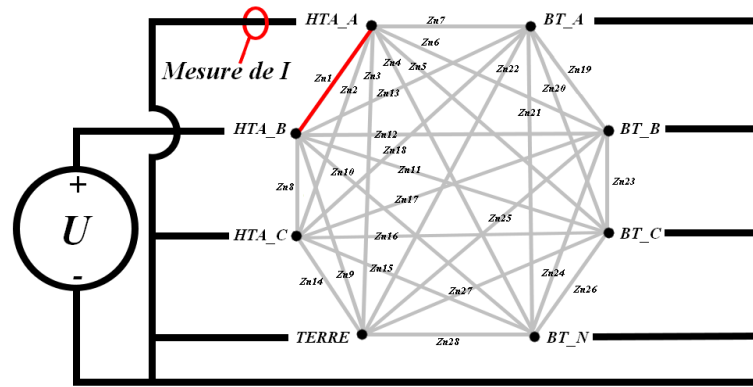 HTA_A
Zn7
BT_A
Zn6
Mesure de I
Zn1
Zn2
Zn3
Zn4
Zn5
Zn13
Zn22
Zn19
Zn20
Zn21
HTA_B
Zn12
BT_B
Zn18
+
U
-
Zn8
Zn10
Zn11
Zn17
Zn23
Zn25
HTA_C
Zn16
BT_C
Zn14
Zn9
Zn15
Zn27
Zn24
Zn26
TERRE
Zn28
BT_N